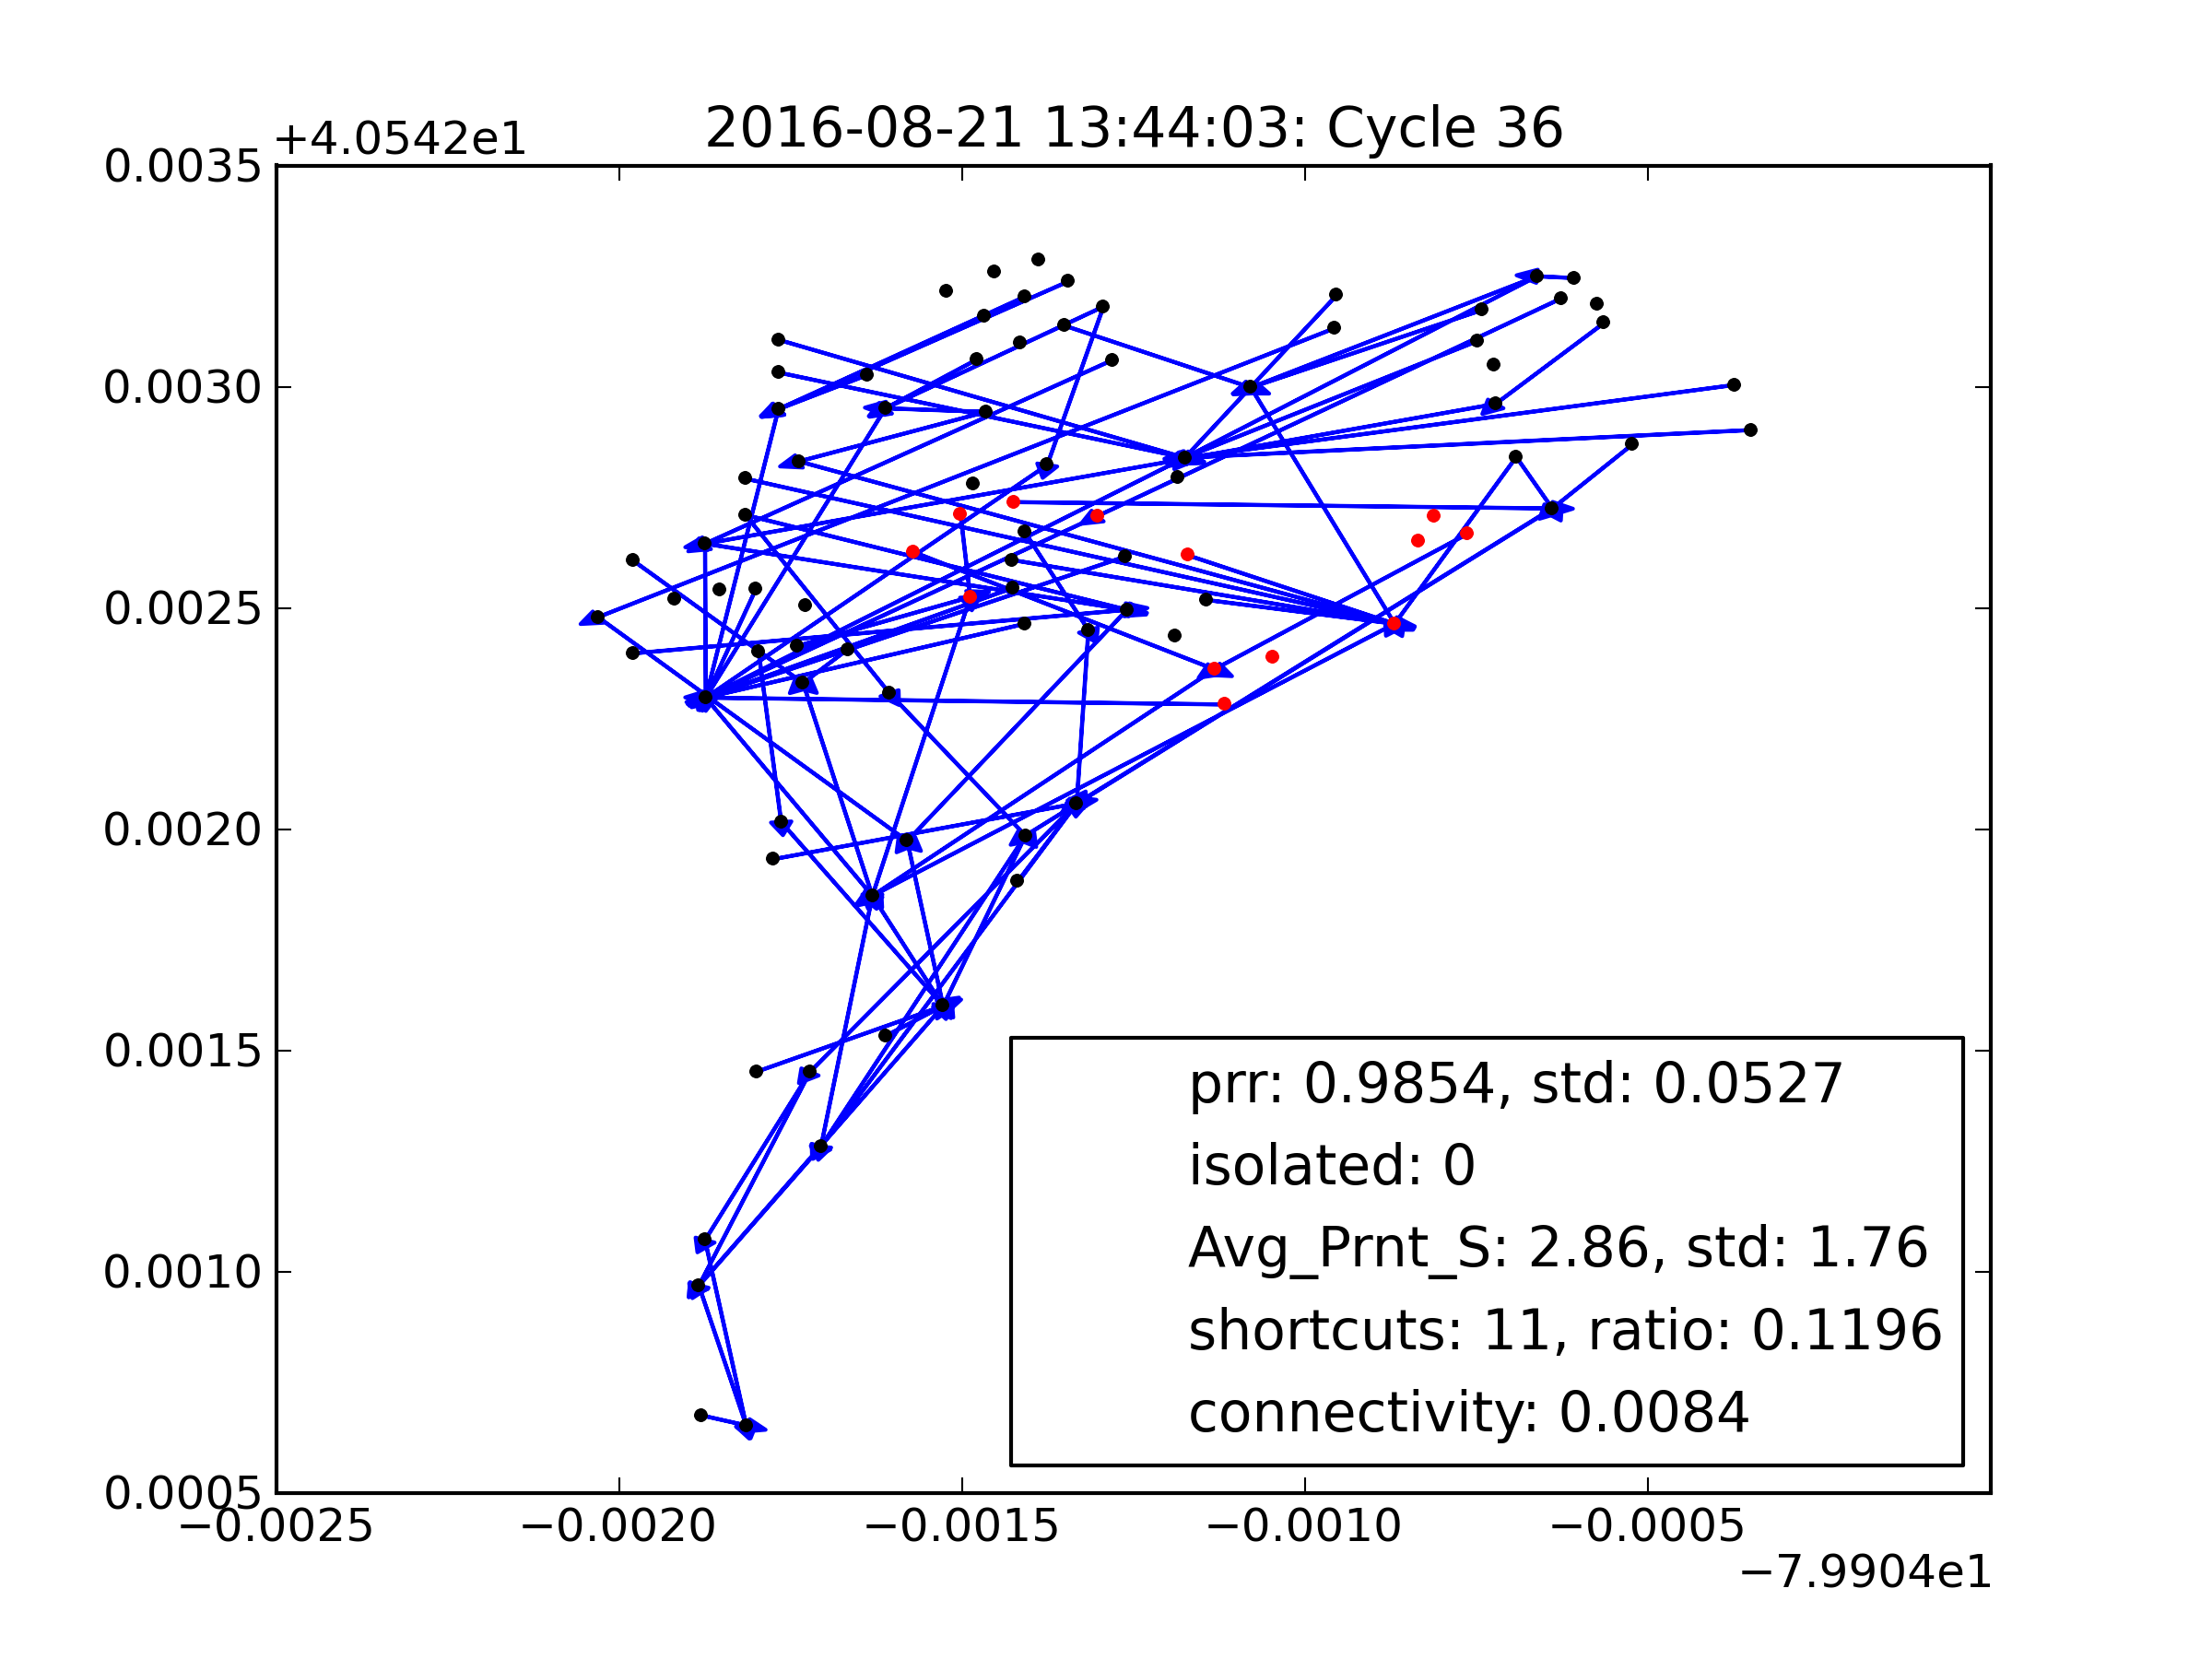 2016-08-21 13:44:03: Cycle 36
+4.0542e1
0.0035
0.0030
0.0025
0.0020
0.0015
0.0010
0.0005
prr: 0.9854, std: 0.0527
isolated: 0
Avg_Prnt_S: 2.86, std: 1.76
shortcuts: 11, ratio: 0.1196
connectivity: 0.0084
−0.0025 −0.0020 −0.0015 −0.0010 −0.0005
−7.9904e1